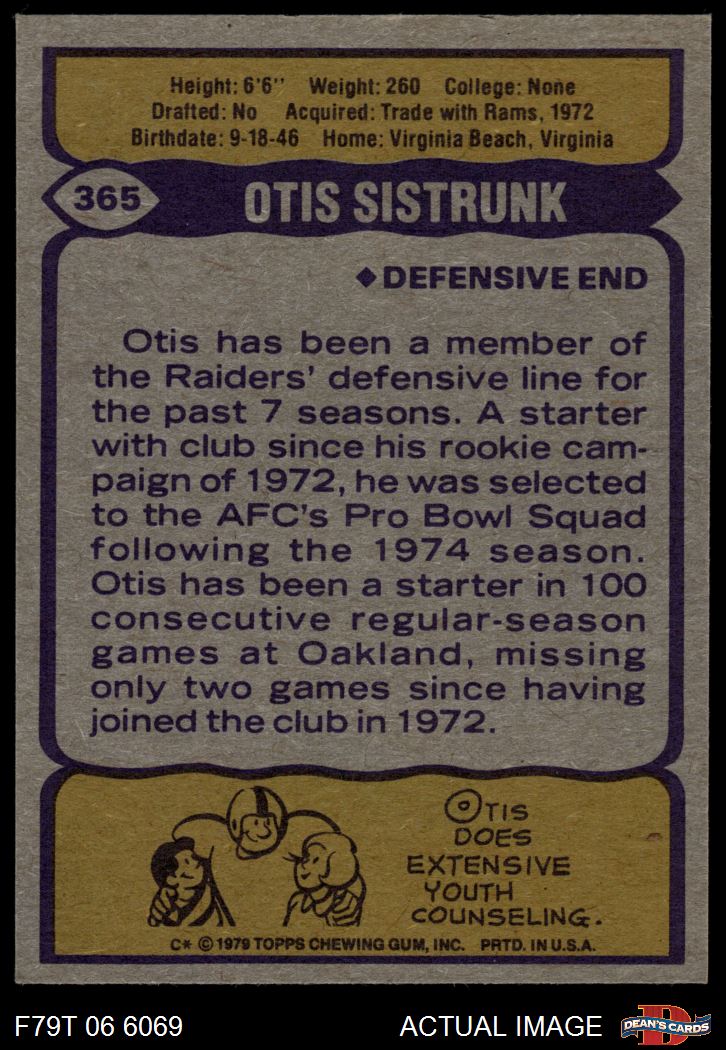 Height: 6'6" Weight: 260 College: None
Drafted: No Acquired: Trade with Rams, 1972
Birthdate: 9-18-46 Home: Virginia Beach, Virginia
365 OTIS SISTRUNK
◆DEFENSIVE END
Otis has been a member of
the Raiders' defensive line for
the past 7 seasons. A starter
with club since his rookie cam-
paign of 1972, he was selected
to the AFC's Pro Bowl Squad
following the 1974 season.
Otis has been a starter in 100
consecutive regular-season
games at Oakland, missing
only two games since having
joined the club in 1972.
OTIS
DOES
EXTENSIVE
YOUTH
COUNSELING.
C* © 1979 TOPPS CHEWING GUM, INC. PRTD. IN U.S.A.
F79T 06 6069 ACTUAL IMAGE D DEAN'S CARDS